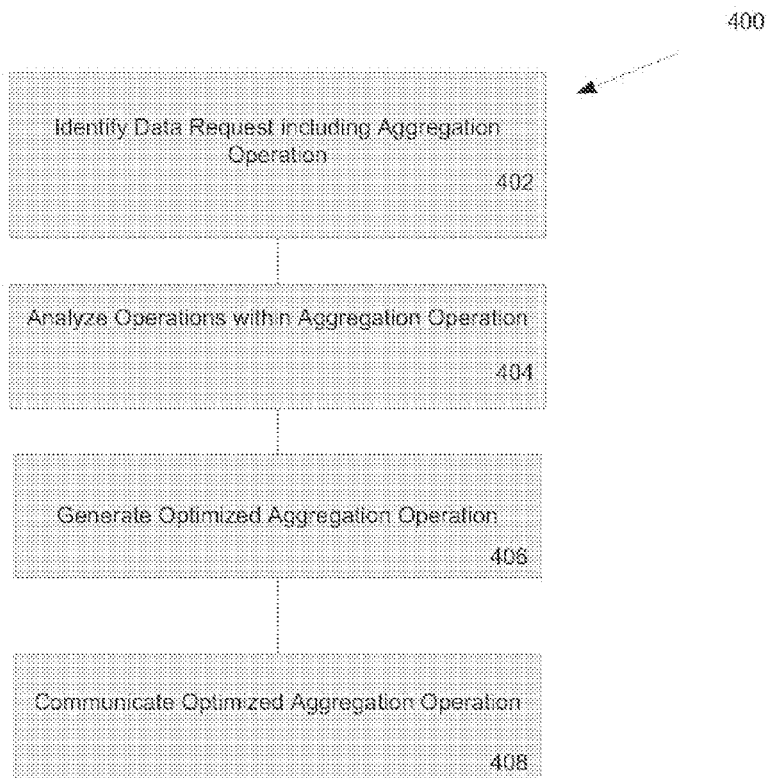 400
Identify Data Request including Aggregation
Operation
402
Analyze Operations within Aggregation Operation
404
Generate Optimized Aggregation Operation
406
Communicate Optimized Aggregation Operation
408